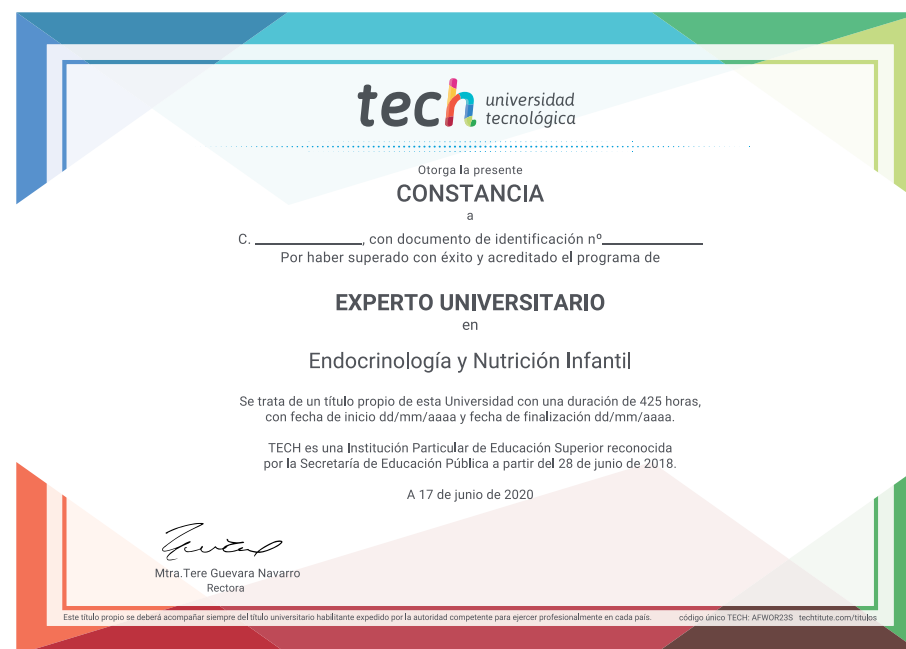 tech universidad
tecnológica
Otorga la presente
CONSTANCIA
a
C. ______________, con documento de identificación nº_____________
Por haber superado con éxito y acreditado el programa de
EXPERTO UNIVERSITARIO
en
Endocrinología y Nutrición Infantil
Se trata de un título propio de esta Universidad con una duración de 425 horas,
con fecha de inicio dd/mm/aaaa y fecha de finalización dd/mm/aaaa.
TECH es una Institución Particular de Educación Superior reconocida
por la Secretaría de Educación Pública a partir del 28 de junio de 2018.
A 17 de junio de 2020
Mtra.Tere Guevara Navarro
Rectora
Este título propio se deberá acompañar siempre del título universitario habilitante expedido por la autoridad competente para ejercer profesionalmente en cada país. código único TECH: AFWOR23S techtitute.com/titulos